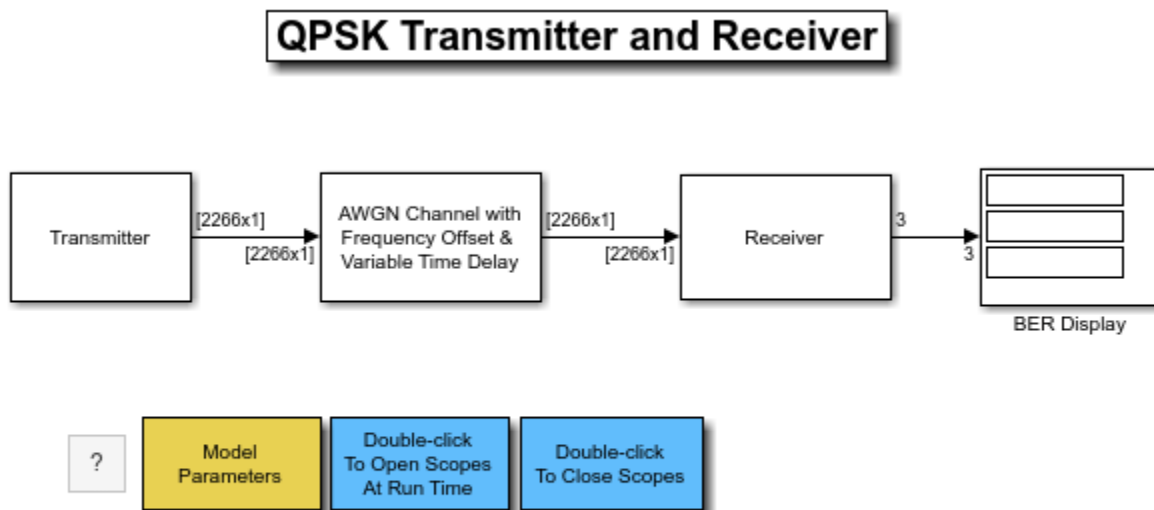 QPSK Transmitter and Receiver
Transmitter
[2266x1]
[2266x1]
AWGN Channel with
Frequency Offset &
Variable Time Delay
[2266x1]
[2266x1]
Receiver
3
3
BER Display
?
Model
Parameters
Double-click
To Open Scopes
At Run Time
Double-click
To Close Scopes